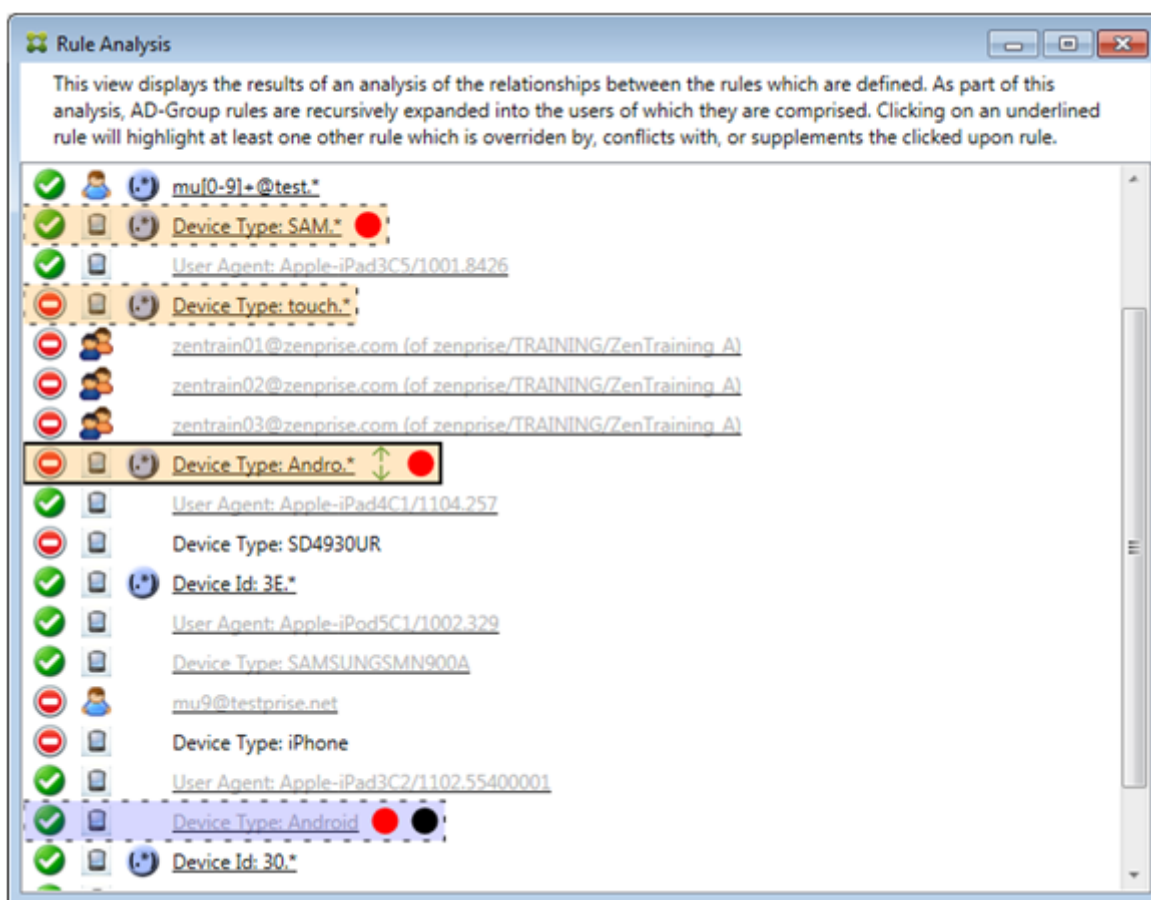 Rule Analysis
This view displays the results of an analysis of the relationships between the rules which are defined. As part of this
analysis, AD-Group rules are recursively expanded into the users of which they are comprised. Clicking on an underlined
rule will highlight at least one other rule which is overriden by, conflicts with, or supplements the clicked upon rule.
(.*) mu[0-9]+@test.*
(.*) Device Type: SAM.*
User Agent: Apple-iPad3C5/1001.8426
(.*) Device Type: touch.*
zentrain01@zenprise.com (of zenprise/TRAINING/ZenTraining A)
zentrain02@zenprise.com (of zenprise/TRAINING/ZenTraining A)
zentrain03@zenprise.com (of zenprise/TRAINING/ZenTraining A)
(.*) Device Type: Andro.*
User Agent: Apple-iPad4C1/1104.257
Device Type: SD4930UR
(.*) Device Id: 3E.*
User Agent: Apple-iPod5C1/1002.329
Device Type: SAMSUNGSMN900A
mu9@testprise.net
Device Type: iPhone
User Agent: Apple-iPad3C2/1102.55400001
Device Type: Android
(.*) Device Id: 30.*